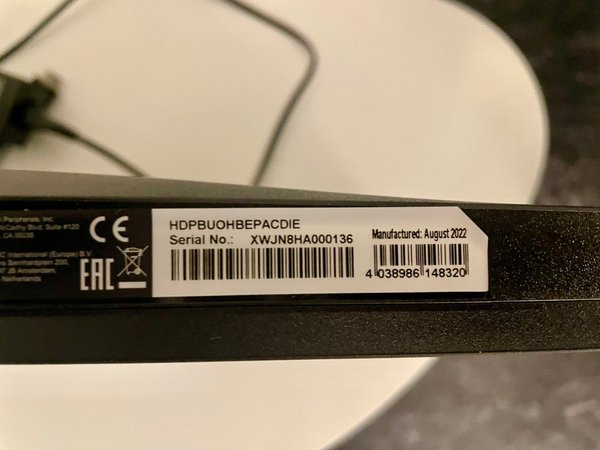 Peripherals, Inc.
McCarthy Blvd, Suite #120
CA 95035
CE
International (Europe) B.V.
Bernhardstein 200,
JB Amsterdam,
Netherlands
EAC
HDPBUOHBEPACDIE
Serial No.: XWJN8HA000136
Manufactured: August 2022
4 038986 148320